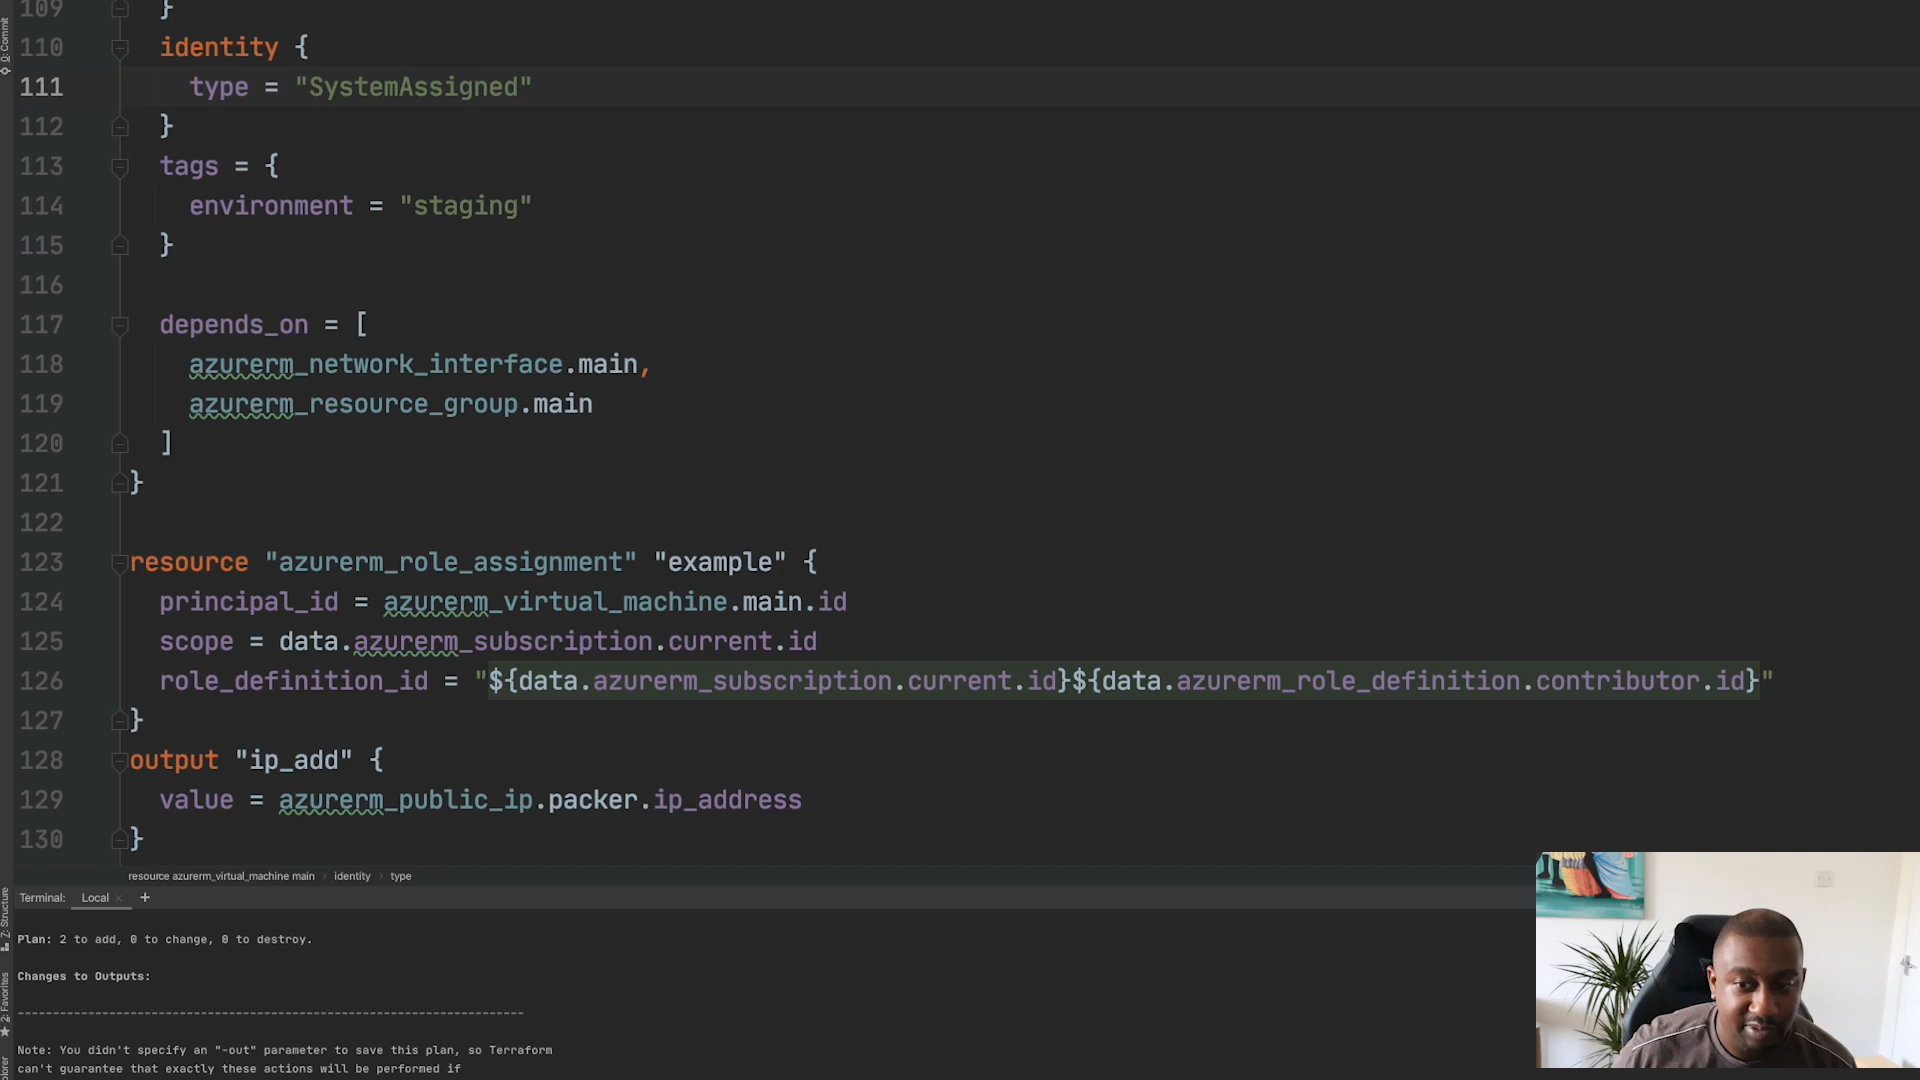 109 }
110 identity {
111 type = "SystemAssigned"
112 }
113 tags = {
114 environment = "staging"
115 }
116
117 depends_on = [
118 azurerm_network_interface.main,
119 azurerm_resource_group.main
120 ]
121 }
122
123 resource "azurerm_role_assignment" "example" {
124 principal_id = azurerm_virtual_machine.main.id
125 scope = data.azurerm_subscription.current.id
126 role_definition_id = "${data.azurerm_subscription.current.id}${data.azurerm_role_definition.contributor.id}"
127 }
128 output "ip_add" {
129 value = azurerm_public_ip.packer.ip_address
130 }
resource azurerm_virtual_machine main › identity › type
Terminal: Local × +
Plan: 2 to add, 0 to change, 0 to destroy.
Changes to Outputs:
------------------------------------------------------------------------
Note: You didn't specify an "-out" parameter to save this plan, so Terraform
can't guarantee that exactly these actions will be performed if
0: Commit
Z: Structure
2: Favorites